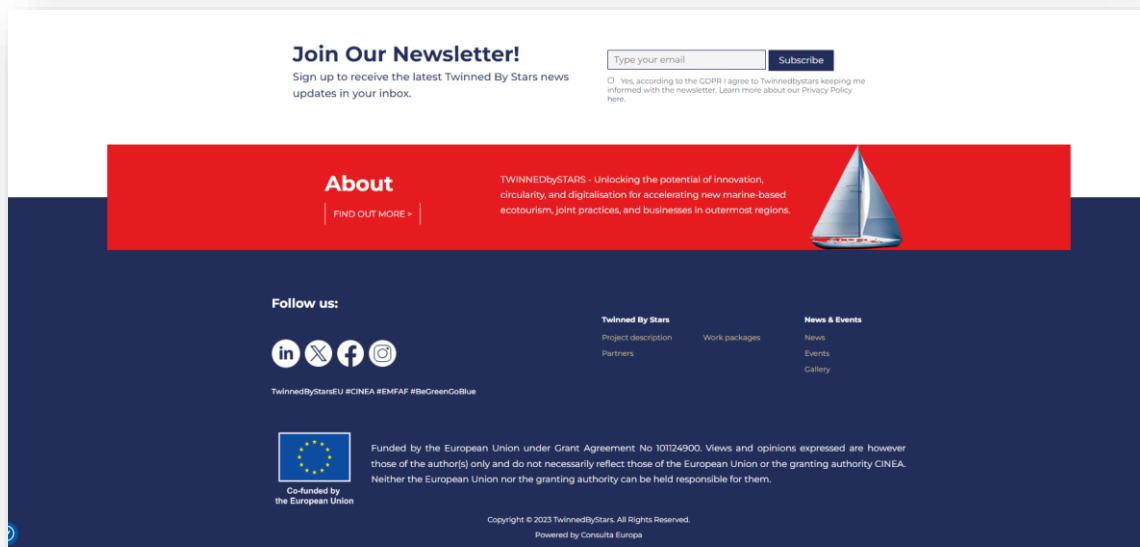 Join Our Newsletter!
Sign up to receive the latest Twinned By Stars news
updates in your inbox.
Type your email
Subscribe
Yes, according to the GDPR I agree to Twinnedbystars keeping me
informed with the newsletter. Learn more about our Privacy Policy
here.
About
FIND OUT MORE >
TWINNEDbySTARS - Unlocking the potential of innovation,
circularity, and digitalisation for accelerating new marine-based
ecotourism, joint practices, and businesses in outermost regions.
Follow us:
TwinnedByStarsEU #CINEA #EMFAF #BeGreenGoBlue
Twinned By Stars
Project description
Work packages
Partners
News & Events
News
Events
Gallery
Co-funded by
the European Union
Funded by the European Union under Grant Agreement No 101124900. Views and opinions expressed are however
those of the author(s) only and do not necessarily reflect those of the European Union or the granting authority CINEA.
Neither the European Union nor the granting authority can be held responsible for them.
Copyright © 2023 TwinnedByStars. All Rights Reserved.
Powered by Consulta Europa